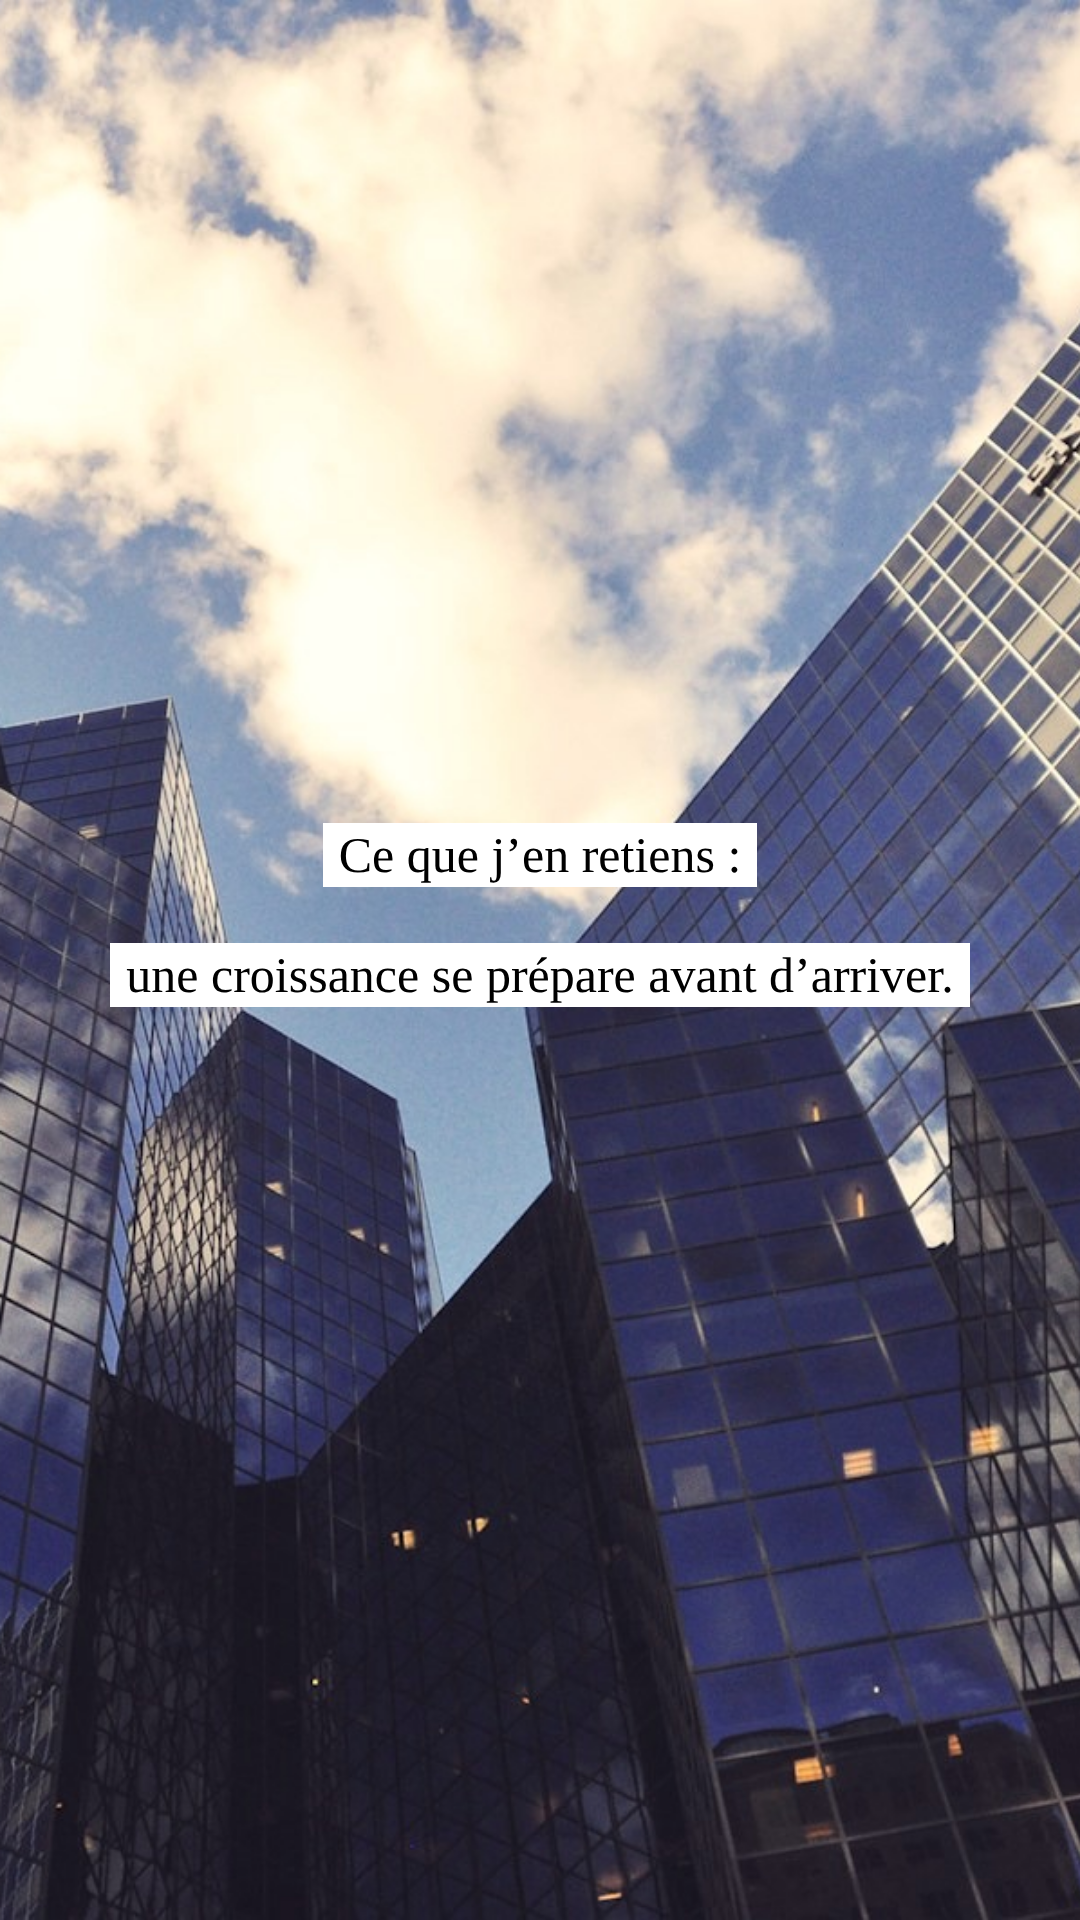 Ce que j’en retiens :
une croissance se prépare avant d’arriver.